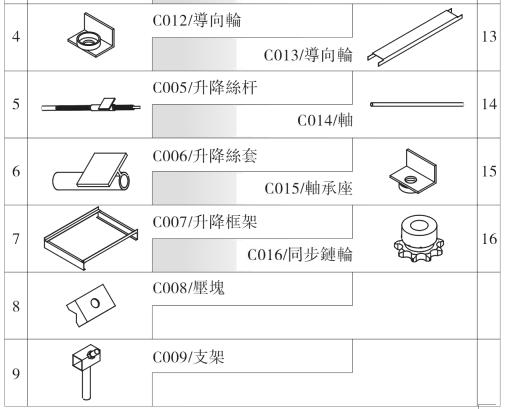 4
C012/導向輪
C013/導向輪
13
5
C005/升降絲杆
C014/軸
14
6
C006/升降絲套
C015/軸承座
15
7
C007/升降框架
C016/同步鏈輪
16
8
C008/壓塊
9
C009/支架